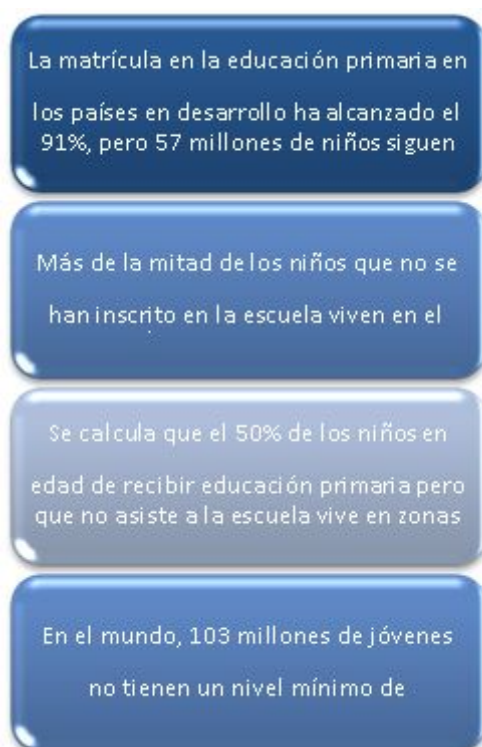 La matrícula en la educación primaria en
los países en desarrollo ha alcanzado el
91%, pero 57 millones de niños siguen
Más de la mitad de los niños que no se
han inscrito en la escuela viven en el
Se calcula que el 50% de los niños en
edad de recibir educación primaria pero
que no asiste a la escuela vive en zonas
En el mundo, 103 millones de jóvenes
no tienen un nivel mínimo de